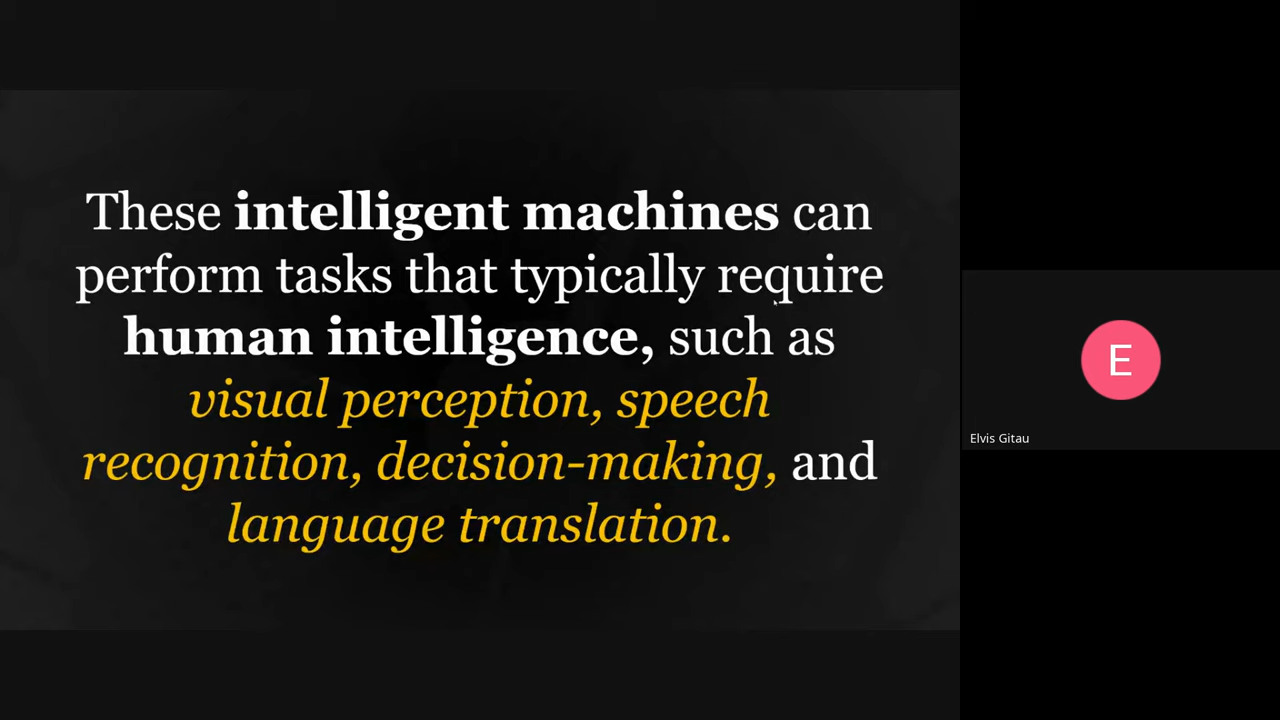 These intelligent machines can
perform tasks that typically require
human intelligence, such as
visual perception, speech
recognition, decision-making, and
language translation.
E
Elvis Gitau